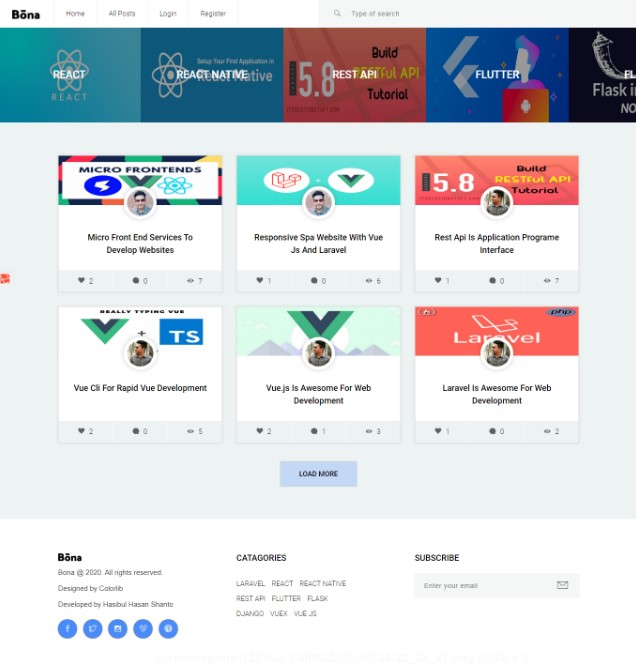 Bōna
Home All Posts Login Register Type of search
REACT
REACT
REACT NATIVE
Setup Your First Application in
React Native
REST API
Build
RESTFul API
Tutorial
5.8
FLUTTER
FL
Flask i
NO
MICRO FRONTENDS
Micro Front End Services To
Develop Websites
2 0 7
Responsive Spa Website With Vue
Js And Laravel
1 0 6
5.8
Build
RESTFul API
Tutorial
Rest Api Is Application Programe
Interface
1 0 7
REALLY TYPING VUE
+ TS
Vue Cli For Rapid Vue Development
2 0 5
Vue.js Is Awesome For Web
Development
2 1 3
php
Laravel
Laravel Is Awesome For Web
Development
1 0 2
LOAD MORE
Bōna
Bona @ 2020. All rights reserved.
Designed by Colorlib
Developed by Hasibul Hasan Shanto
CATAGORIES
LARAVEL REACT REACT NATIVE
REST API FLUTTER FLASK
DJANGO VUEX VUE JS
SUBSCRIBE
Enter your email